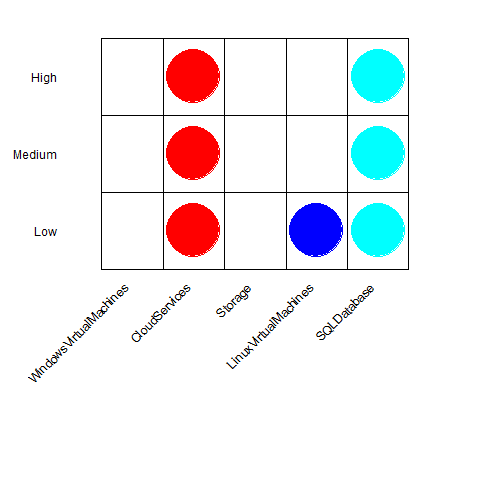 High
Medium
Low
WindowsVirtualMachines
CloudServices
Storage
LinuxVirtualMachines
SQLDatabase